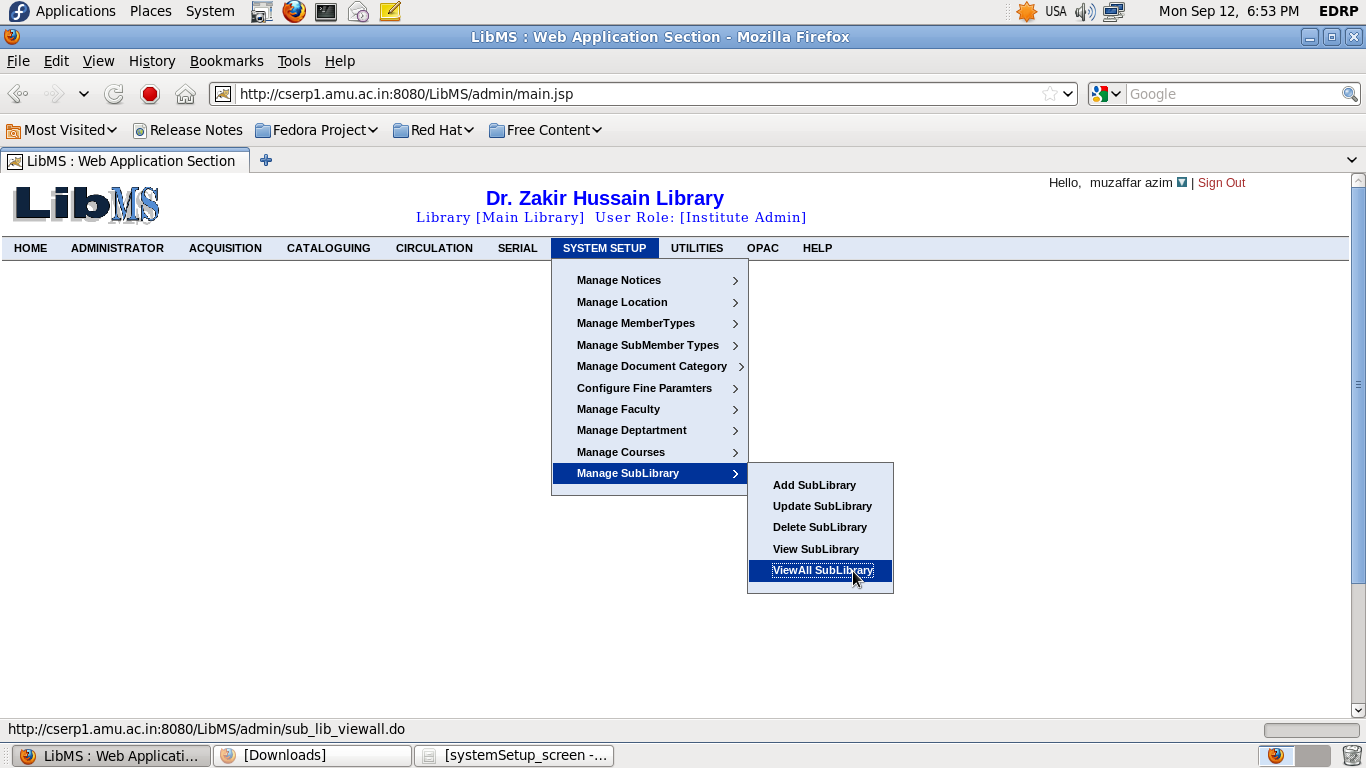 Applications Places System USA Mon Sep 12, 6:53 PM EDRP
LibMS : Web Application Section - Mozilla Firefox
File Edit View History Bookmarks Tools Help
http://cserp1.amu.ac.in:8080/LibMS/admin/main.jsp Google
Most Visited Release Notes Fedora Project Red Hat Free Content
LibMS : Web Application Section
Hello, muzaffar azim | Sign Out
LibMS
Dr. Zakir Hussain Library
Library [Main Library] User Role: [Institute Admin]
HOME ADMINISTRATOR ACQUISITION CATALOGUING CIRCULATION SERIAL SYSTEM SETUP UTILITIES OPAC HELP
Manage Notices
Manage Location
Manage MemberTypes
Manage SubMember Types
Manage Document Category
Configure Fine Paramters
Manage Faculty
Manage Deptartment
Manage Courses
Manage SubLibrary
Add SubLibrary
Update SubLibrary
Delete SubLibrary
View SubLibrary
ViewAll SubLibrary
http://cserp1.amu.ac.in:8080/LibMS/admin/sub_lib_viewall.do
LibMS : Web Applicati... [Downloads] [systemSetup_screen -...